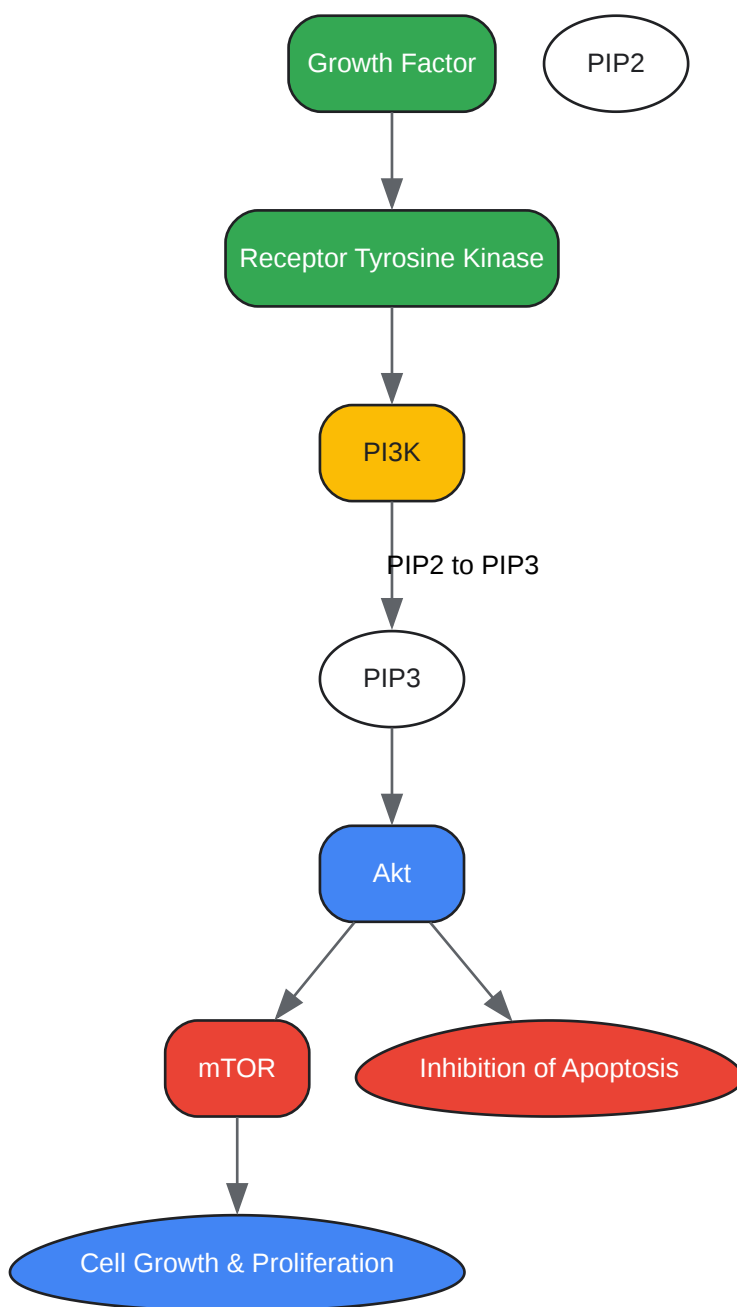 Growth Factor
PIP2
Receptor Tyrosine Kinase
PI3K
PIP2 to PIP3
PIP3
Akt
mTOR
Inhibition of Apoptosis
Cell Growth & Proliferation